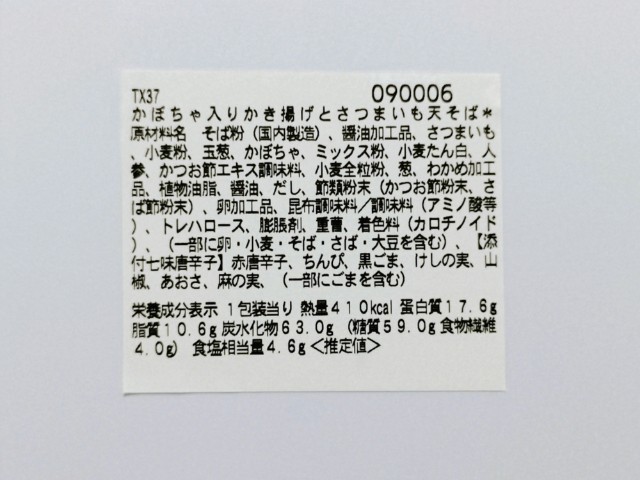 TX37 090006
かぼちゃ入りかき揚げとさつまいも天そば*
原材料名 そば粉(国内製造)、醤油加工品、さつまいも
、小麦粉、玉葱、かぼちゃ、ミックス粉、小麦たん白、人
参、かつお節エキス調味料、小麦全粒粉、葱、わかめ加工
品、植物油脂、醤油、だし、節類粉末(かつお節粉末、さ
ば節粉末)、卵加工品、昆布調味料/調味料(アミノ酸等
)、トレハロース、膨脹剤、重曹、着色料(カロチノイド
)、(一部に卵・小麦・そば・さば・大豆を含む)、【添
付七味唐辛子】赤唐辛子、ちんぴ、黒ごま、けしの実、山
椒、あおさ、麻の実、(一部にごまを含む)
栄養成分表示 1包装当り 熱量410kcal 蛋白質17.6g
脂質10.6g 炭水化物63.0g (糖質59.0g 食物繊維
4.0g) 食塩相当量4.6g<推定値>